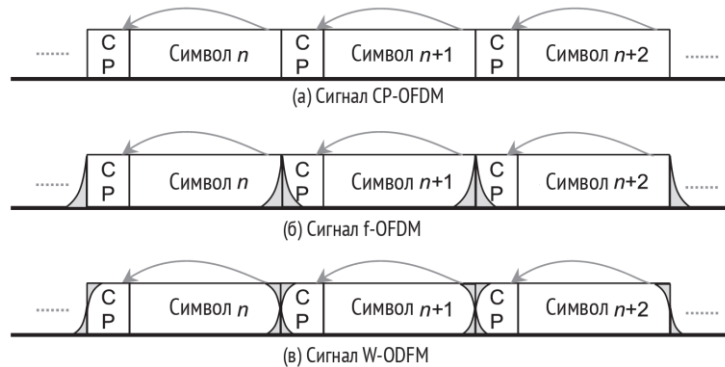 ...... C P Символ n C P Символ n+1 C P Символ n+2 ......
(а) Сигнал CP-OFDM
...... C P Символ n C P Символ n+1 C P Символ n+2 ......
(б) Сигнал f-OFDM
...... C P Символ n C P Символ n+1 C P Символ n+2 ......
(в) Сигнал W-ODFM